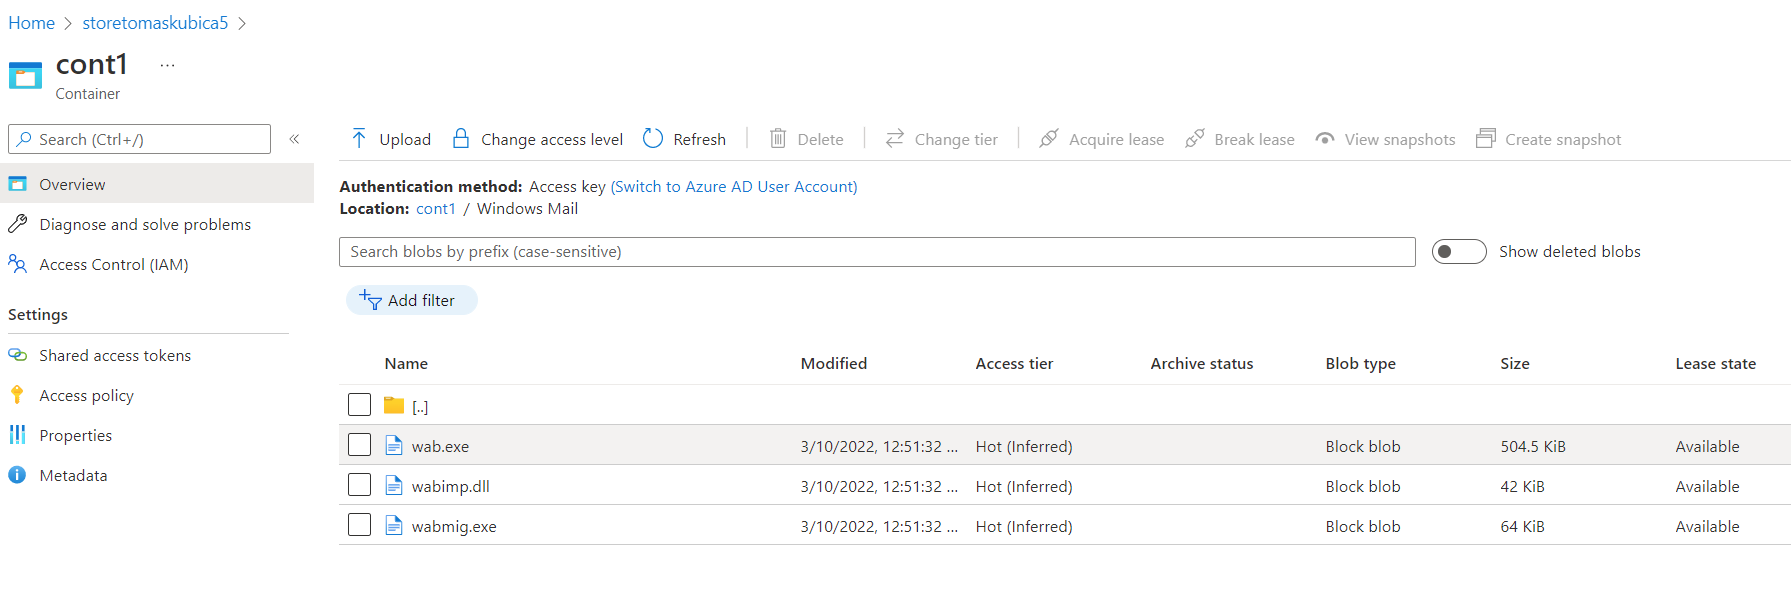 Home > storetomaskubica5 >
cont1 ...
Container
Search (Ctrl+/) «
Overview
Diagnose and solve problems
Access Control (IAM)
Settings
Shared access tokens
Access policy
Properties
Metadata
Upload Change access level Refresh Delete Change tier Acquire lease Break lease View snapshots Create snapshot
Authentication method: Access key (Switch to Azure AD User Account)
Location: cont1 / Windows Mail
Search blobs by prefix (case-sensitive) Show deleted blobs
Add filter
Name Modified Access tier Archive status Blob type Size Lease state
[..]
wab.exe 3/10/2022, 12:51:32 ... Hot (Inferred) Block blob 504.5 KiB Available
wabimp.dll 3/10/2022, 12:51:32 ... Hot (Inferred) Block blob 42 KiB Available
wabmig.exe 3/10/2022, 12:51:32 ... Hot (Inferred) Block blob 64 KiB Available